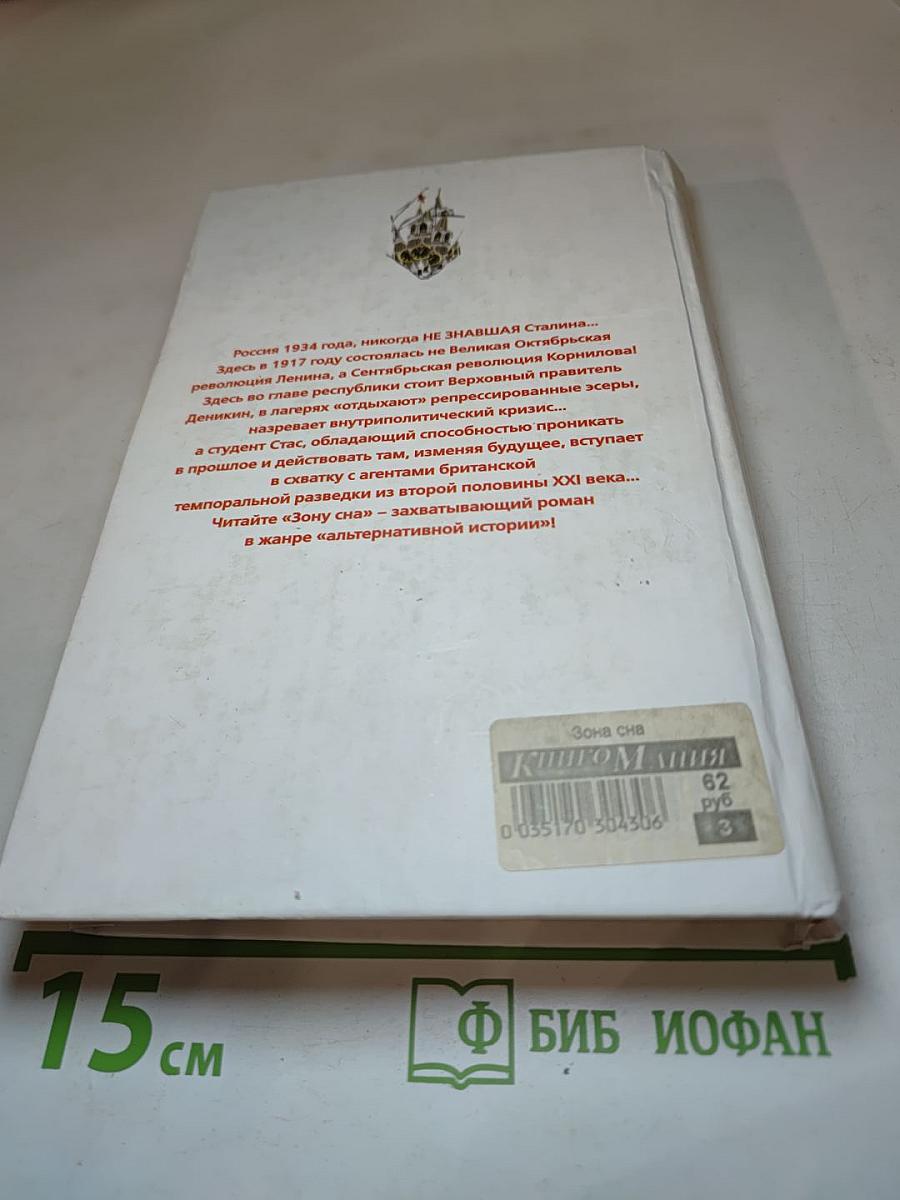 Россия 1934 года, никогда НЕ ЗНАВШАЯ Сталина...
Здесь в 1917 году состоялась не Великая Октябрьская
революция Ленина, а Сентябрьская революция Корнилова!
Здесь во главе республики стоит Верховный правитель
Деникин, в лагерях «отдыхают» репрессированные эсеры,
назревает внутриполитический кризис...
а студент Стас, обладающий способностью проникать
в прошлое и действовать там, изменяя будущее, вступает
в схватку с агентами британской
темпоральной разведки из второй половины XXI века...
Читайте «Зону сна» – захватывающий роман
в жанре «альтернативной истории»!
Зона сна
КнигоМания
62
руб
0 035170 304306
3
15 см
Ф БИБ ИОФАН